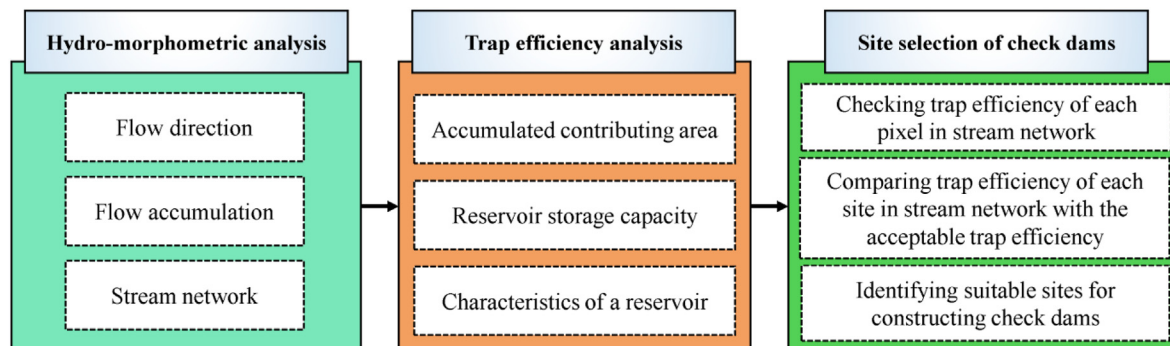 Hydro-morphometric analysis
Flow direction
Flow accumulation
Stream network
Trap efficiency analysis
Accumulated contributing area
Reservoir storage capacity
Characteristics of a reservoir
Site selection of check dams
Checking trap efficiency of each
pixel in stream network
Comparing trap efficiency of each
site in stream network with the
acceptable trap efficiency
Identifying suitable sites for
constructing check dams